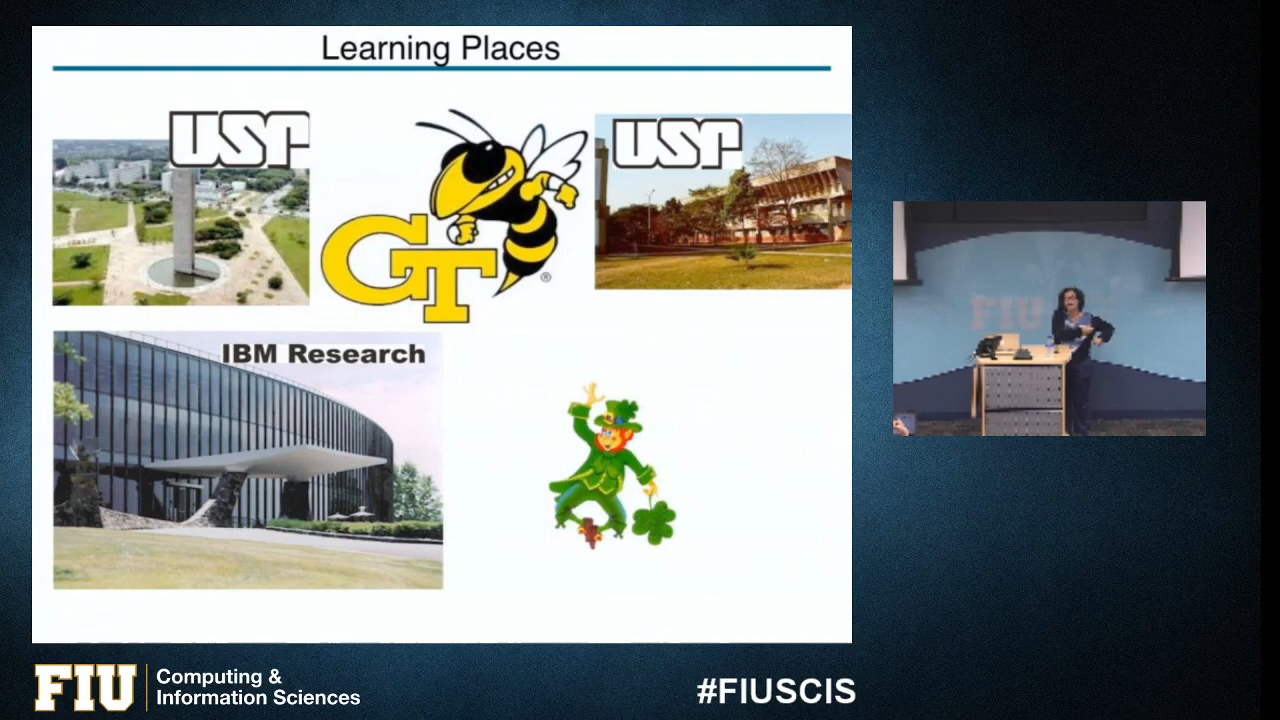 Learning Places
USP
GT
®
USP
IBM Research
FIU
FIU
Computing &
Information Sciences
#FIUSCIS